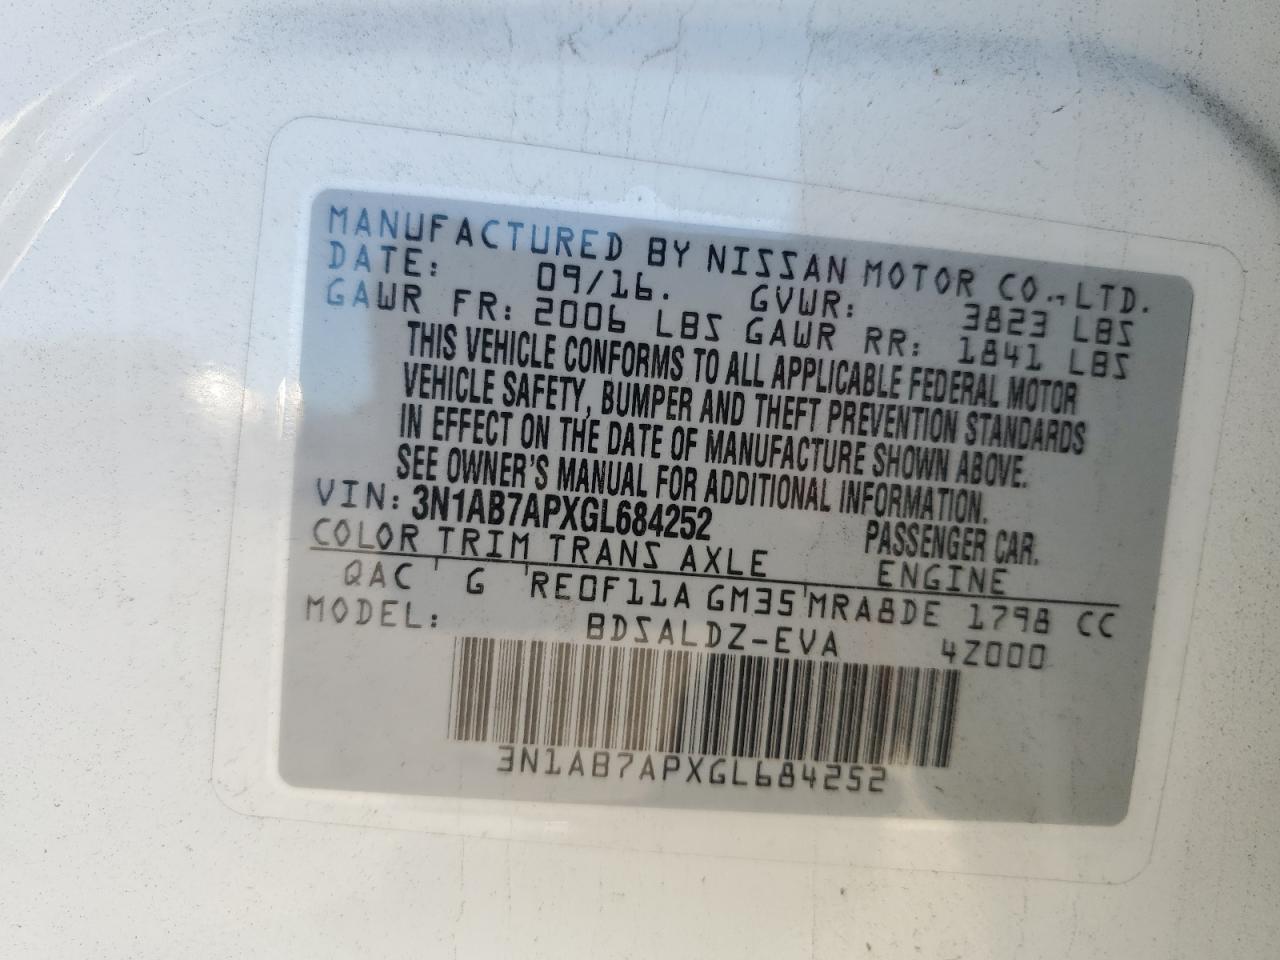 MANUFACTURED BY NISSAN MOTOR CO., LTD.
DATE: 09/16. GVWR: 3823 LBS
GAWR FR: 2006 LBS GAWR RR: 1841 LBS
THIS VEHICLE CONFORMS TO ALL APPLICABLE FEDERAL MOTOR
VEHICLE SAFETY, BUMPER AND THEFT PREVENTION STANDARDS
IN EFFECT ON THE DATE OF MANUFACTURE SHOWN ABOVE.
SEE OWNER'S MANUAL FOR ADDITIONAL INFORMATION.
VIN: 3N1AB7APXGL684252 PASSENGER CAR.
COLOR TRIM TRANS AXLE ENGINE
QAC G RE0F11A GM35 MRA8DE 1798 CC
MODEL: BDSALDZ-EVA 4Z000
3N1AB7APXGL684252